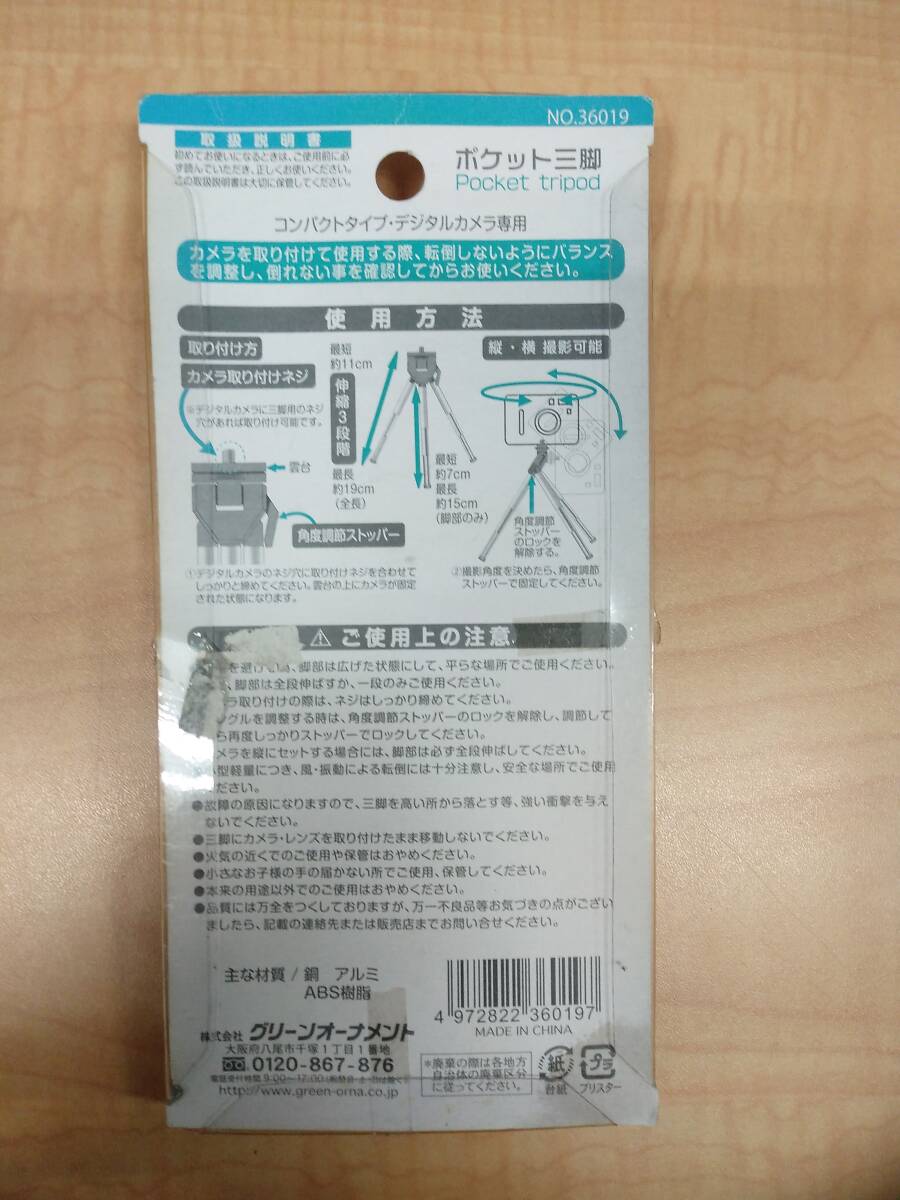 NO.36019
取扱説明書
初めてお使いになるときは、ご使用前に必
ず読んでいただき、正しくお使いください。
この取扱説明書は大切に保管してください。
ポケット三脚
Pocket tripod
コンパクトタイプ・デジタルカメラ専用
カメラを取り付けて使用する際、転倒しないようにバランス
を調整し、倒れない事を確認してからお使いください。
使用方法
取り付け方
カメラ取り付けネジ
※デジタルカメラに三脚用のネジ
穴があれば取り付け可能です。
雲台
角度調節ストッパー
①デジタルカメラのネジ穴に取り付けネジを合わせて
しっかりと締めてください。雲台の上にカメラが固定
された状態になります。
最短
約11cm
伸縮3段階
最長
約19cm
(全長)
最短
約7cm
最長
約15cm
(脚部のみ)
縦・横 撮影可能
角度調節
ストッパー
のロックを
解除する。
②撮影角度を決めたら、角度調節
ストッパーで固定してください。
ご使用上の注意
を避け 脚部は広げた状態にして、平らな場所でご使用ください。
、脚部は全段伸ばすか、一段のみご使用ください。
ラ取り付けの際は、ネジはしっかり締めてください。
ングルを調整する時は、角度調節ストッパーのロックを解除し、調節して
ら再度しっかりストッパーでロックしてください。
メラを縦にセットする場合には、脚部は必ず全段伸ばしてください。
型軽量につき、風・振動による転倒には十分注意し、安全な場所でご使用
ださい。
●故障の原因になりますので、三脚を高い所から落とす等、強い衝撃を与え
ないでください。
●三脚にカメラ・レンズを取り付けたまま移動しないでください。
●火気の近くでのご使用や保管はおやめください。
●小さなお子様の手の届かない所でご使用、保管してください。
●本来の用途以外でのご使用はおやめください。
●品質には万全をつくしておりますが、万一不良品等お気づきの点がござい
ましたら、記載の連絡先または販売店までお問い合せください。
主な材質/銅 アルミ
ABS樹脂
4 972822 360197
MADE IN CHINA
株式会社 グリーンオーナメント
大阪府八尾市千塚1丁目1番地
0120-867-876
電話受付時間 9:00〜17:00
http://www.green-orna.com/
*廃棄の際は各地方
自治体の廃棄区分
に従ってください。
紙
台紙
プラ
ブリスター